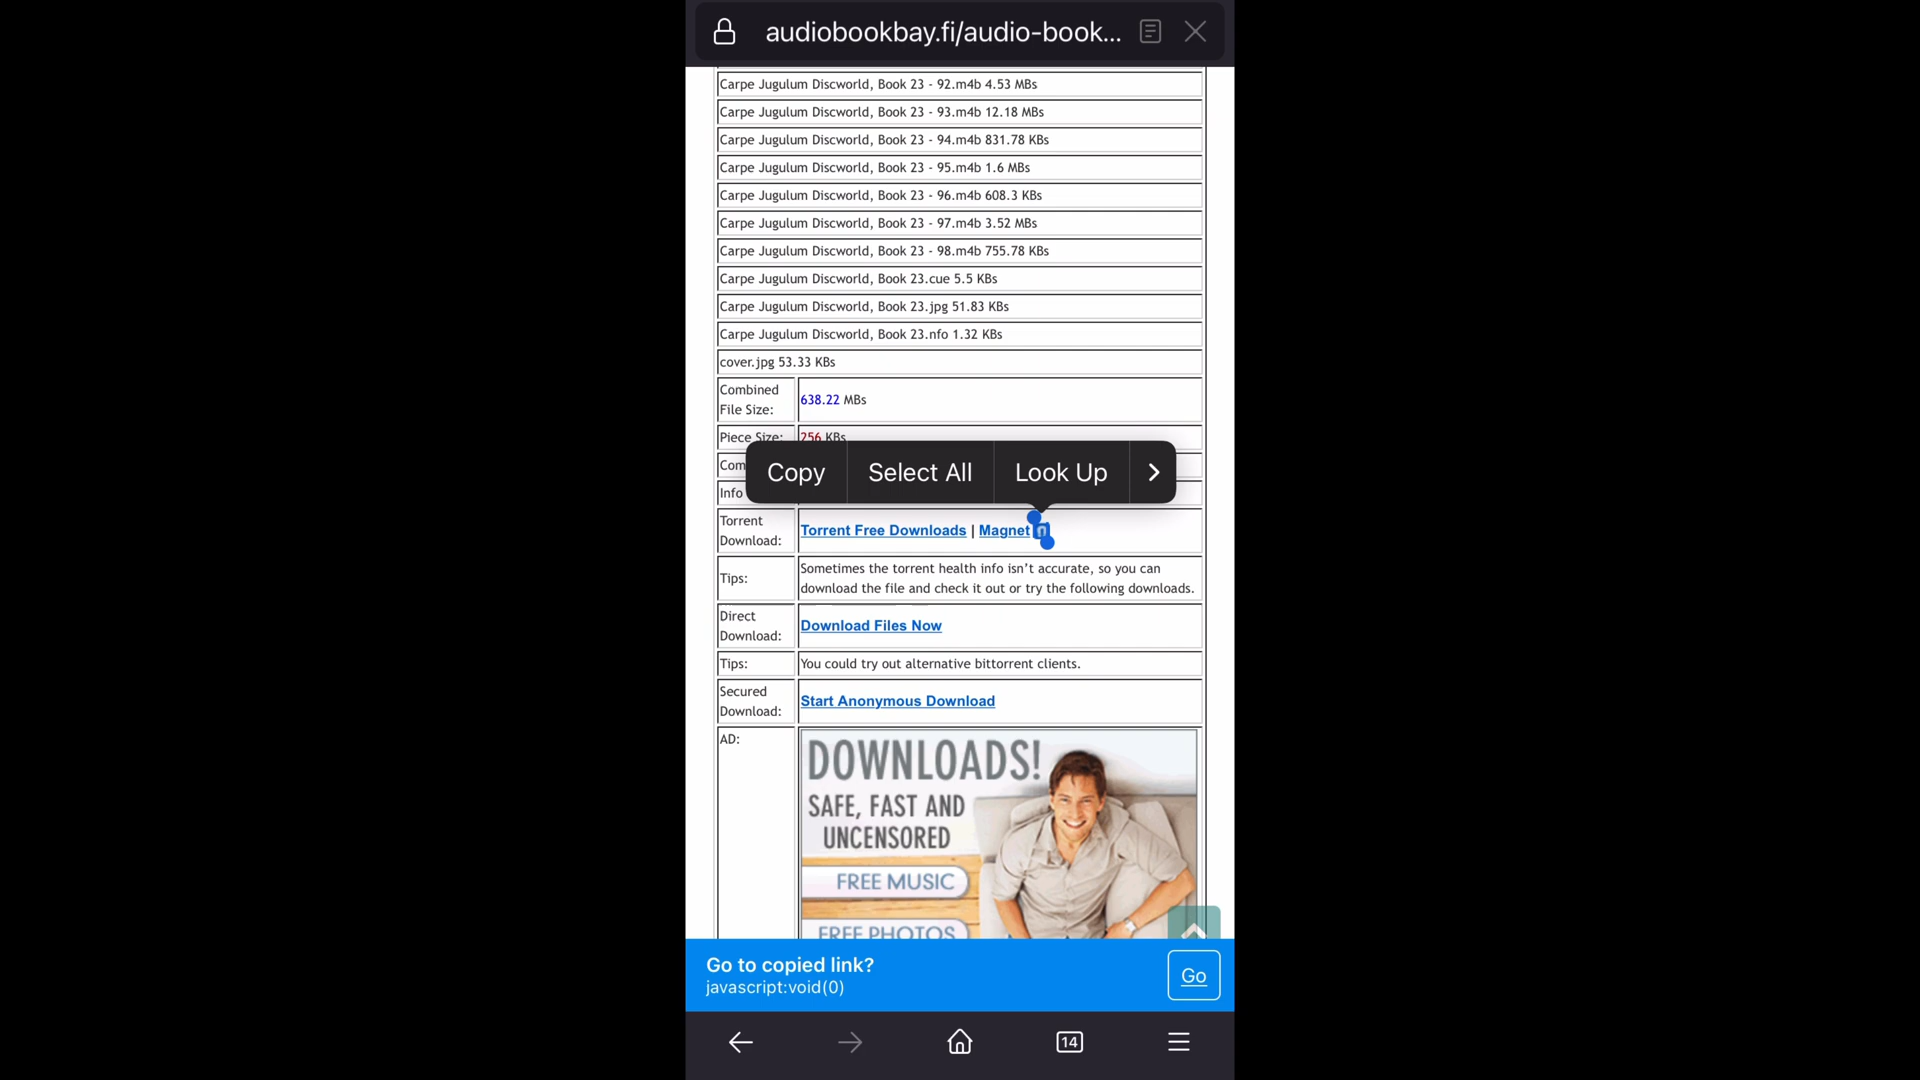 audiobookbay.fi/audio-book...
Carpe Jugulum Discworld, Book 23 - 92.m4b 4.53 MBs
Carpe Jugulum Discworld, Book 23 - 93.m4b 12.18 MBs
Carpe Jugulum Discworld, Book 23 - 94.m4b 831.78 KBs
Carpe Jugulum Discworld, Book 23 - 95.m4b 1.6 MBs
Carpe Jugulum Discworld, Book 23 - 96.m4b 608.3 KBs
Carpe Jugulum Discworld, Book 23 - 97.m4b 3.52 MBs
Carpe Jugulum Discworld, Book 23 - 98.m4b 755.78 KBs
Carpe Jugulum Discworld, Book 23.cue 5.5 KBs
Carpe Jugulum Discworld, Book 23.jpg 51.83 KBs
Carpe Jugulum Discworld, Book 23.nfo 1.32 KBs
cover.jpg 53.33 KBs
Combined
File Size:
638.22 MBs
Piece Size:
256 KBs
Copy
Select All
Look Up
Com
Info
Torrent
Download:
Torrent Free Downloads | Magnet
Tips:
Sometimes the torrent health info isn't accurate, so you can
download the file and check it out or try the following downloads.
Direct
Download:
Download Files Now
Tips:
You could try out alternative bittorrent clients.
Secured
Download:
Start Anonymous Download
AD:
DOWNLOADS!
SAFE, FAST AND
UNCENSORED
FREE MUSIC
FREE PHOTOS
Go to copied link?
javascript:void(0)
Go
14